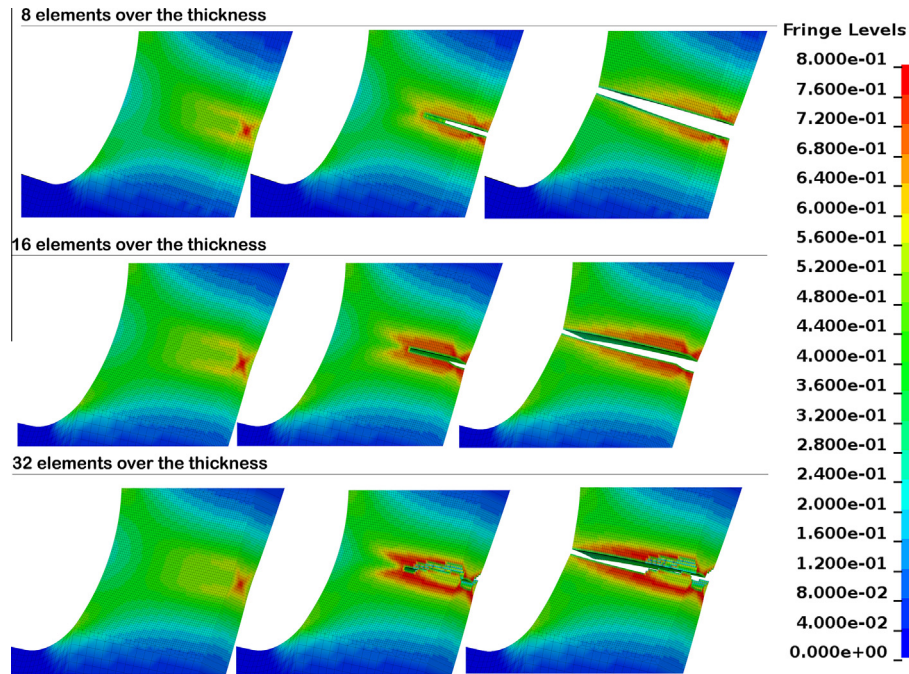 8 elements over the thickness
16 elements over the thickness
32 elements over the thickness
Fringe Levels
8.000e-01
7.600e-01
7.200e-01
6.800e-01
6.400e-01
6.000e-01
5.600e-01
5.200e-01
4.800e-01
4.400e-01
4.000e-01
3.600e-01
3.200e-01
2.800e-01
2.400e-01
2.000e-01
1.600e-01
1.200e-01
8.000e-02
4.000e-02
0.000e+00